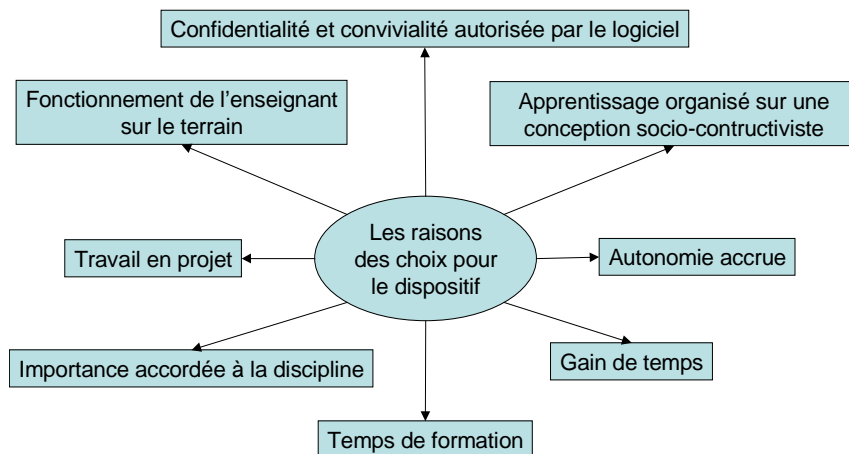 Confidentialité et convivialité autorisée par le logiciel
Fonctionnement de l’enseignant
sur le terrain
Apprentissage organisé sur une
conception socio-contructiviste
Les raisons
des choix pour
le dispositif
Travail en projet
Autonomie accrue
Importance accordée à la discipline
Gain de temps
Temps de formation